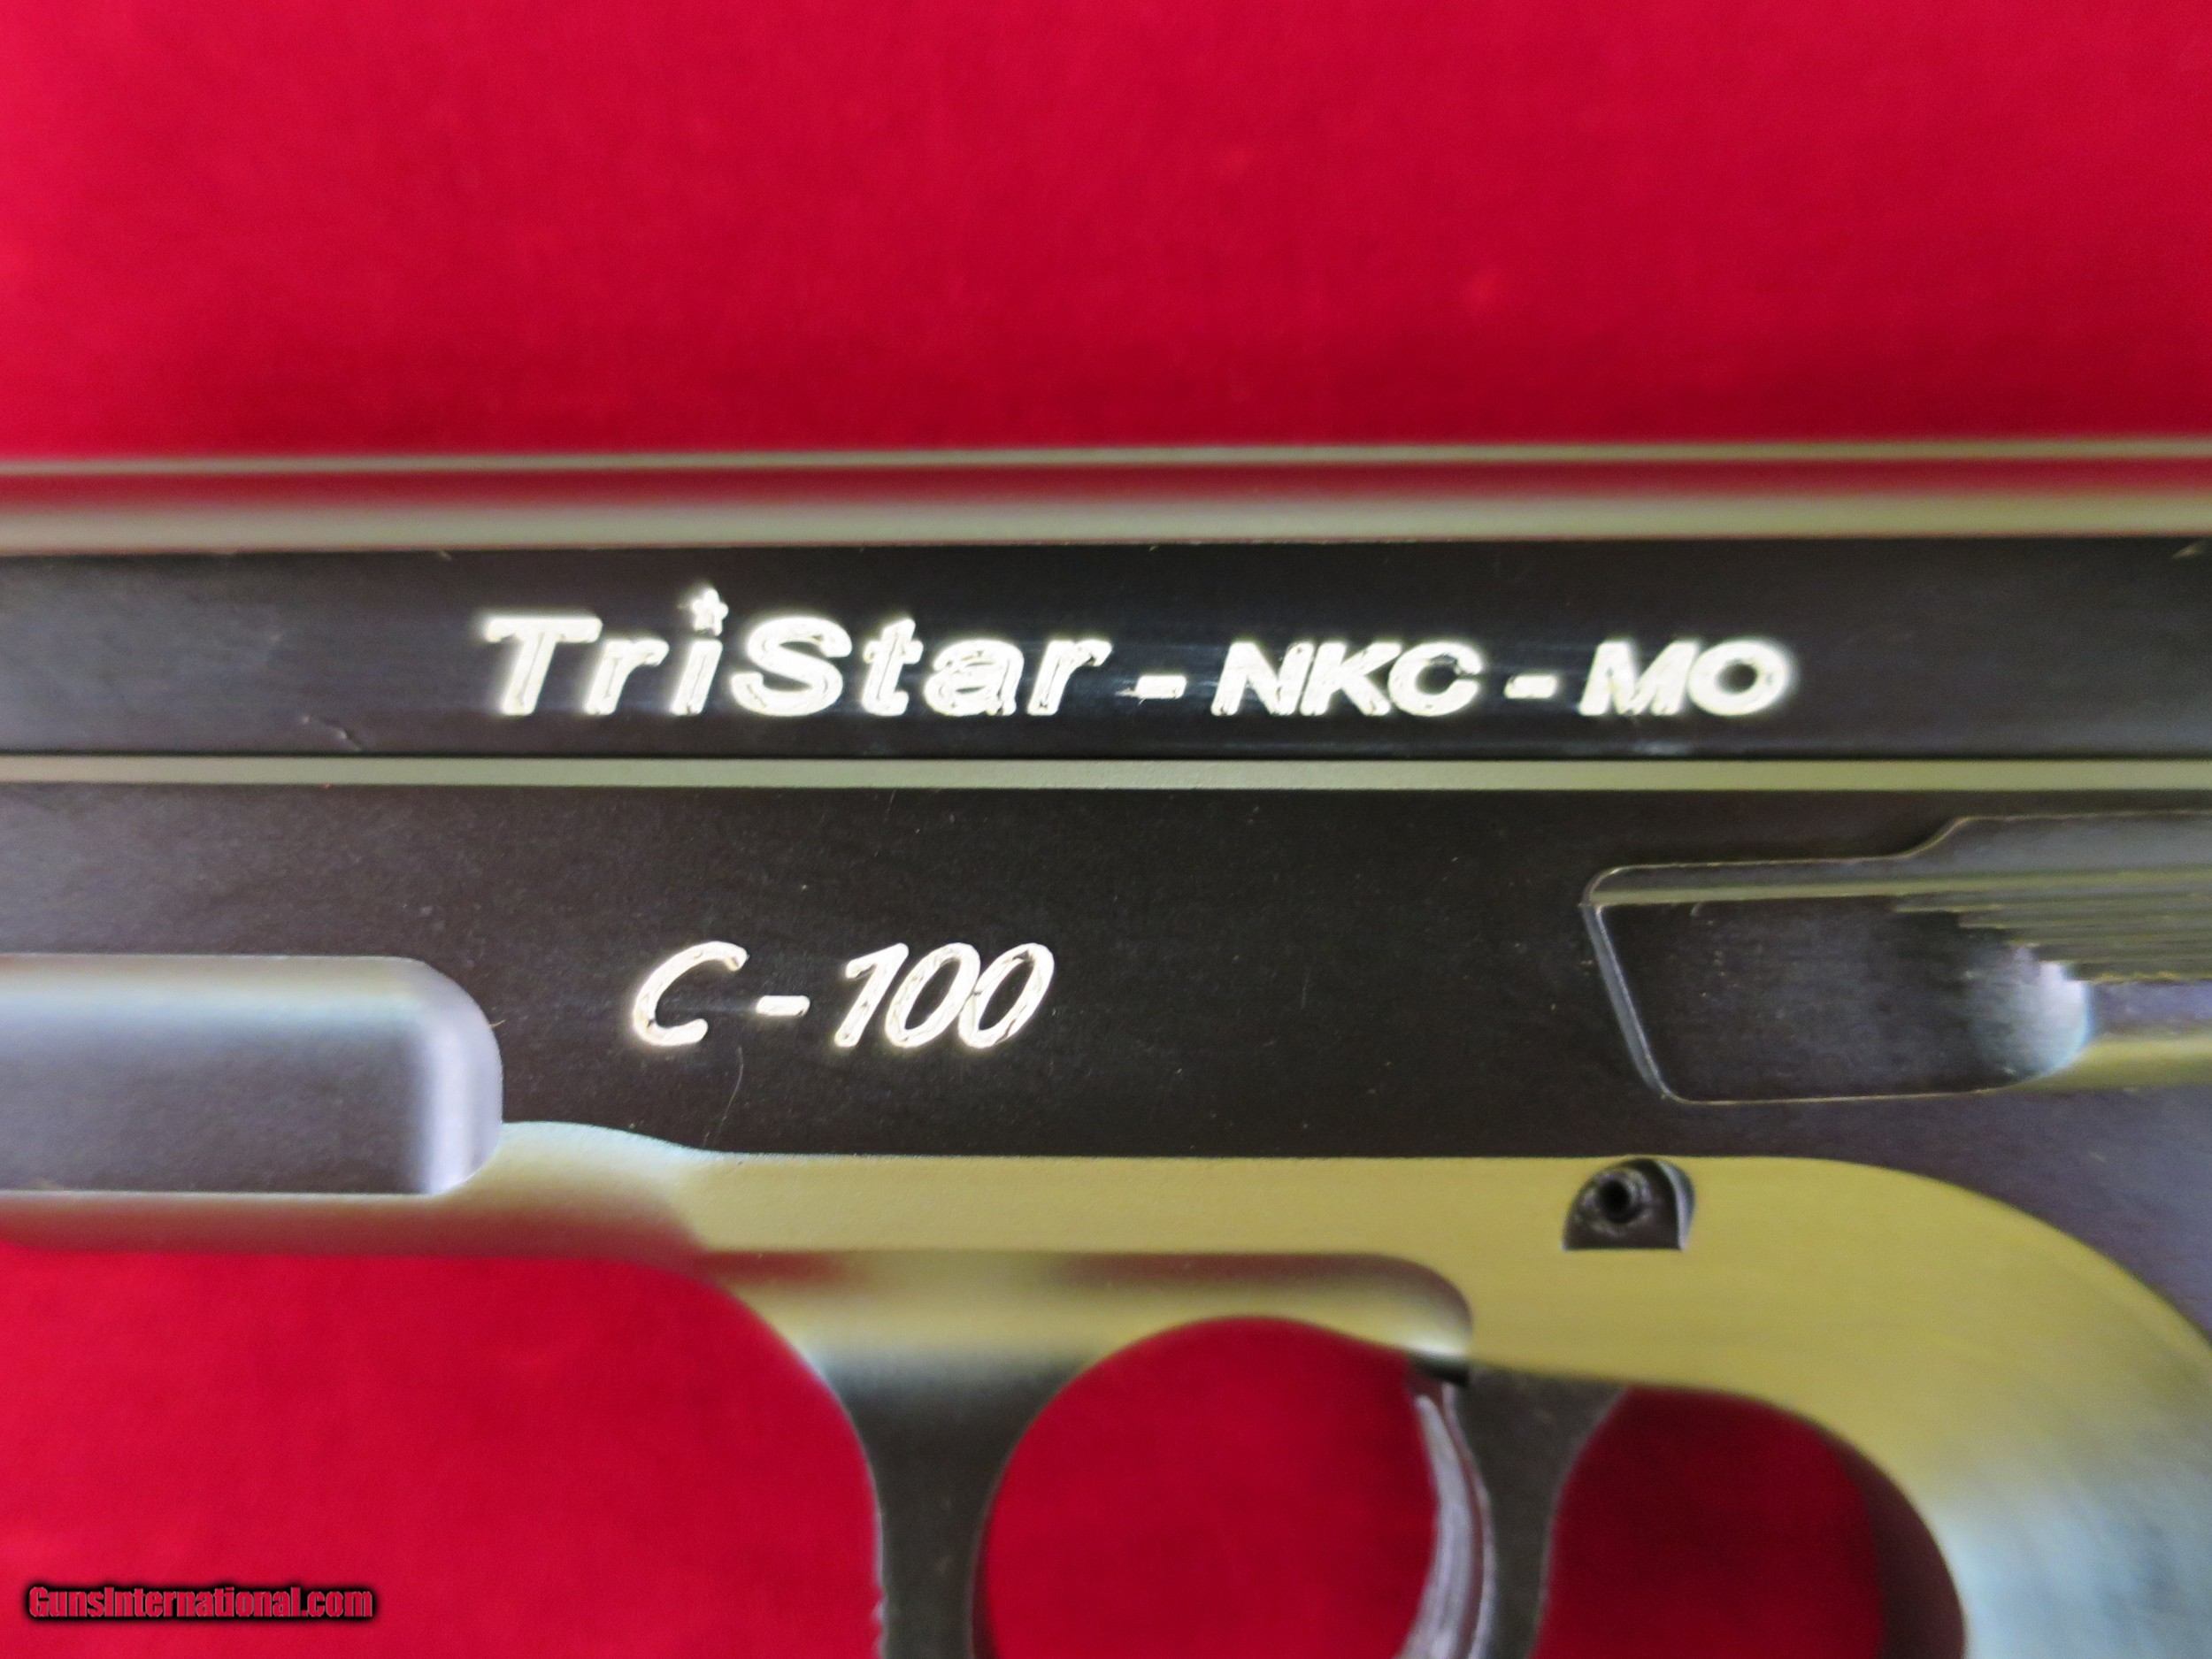 TriStar - NKC - MO
C - 100
GunsInternational.com